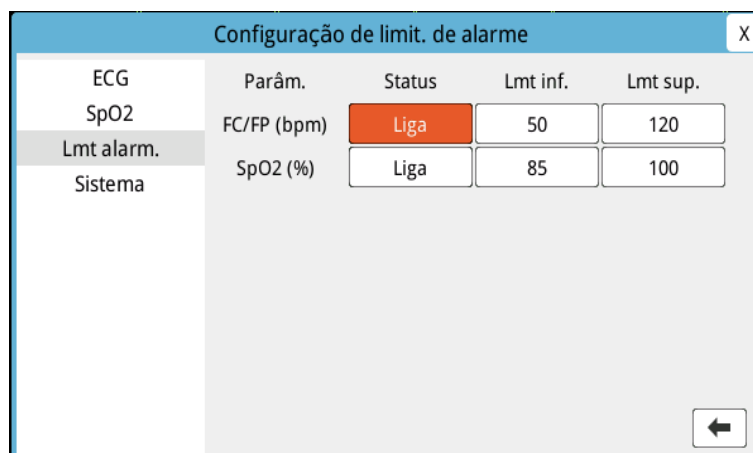 Configuração de limit. de alarme X
ECG
SpO2
Lmt alarm.
Sistema
Parâm. Status Lmt inf. Lmt sup.
FC/FP (bpm) Liga 50 120
SpO2 (%) Liga 85 100